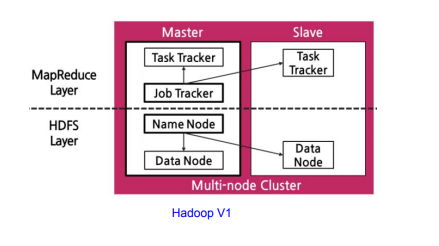 Master
Slave
Task Tracker
Task
Tracker
MapReduce
Layer
Job Tracker
HDFS
Layer
Name Node
Data Node
Data
Node
Multi-node Cluster
Hadoop V1